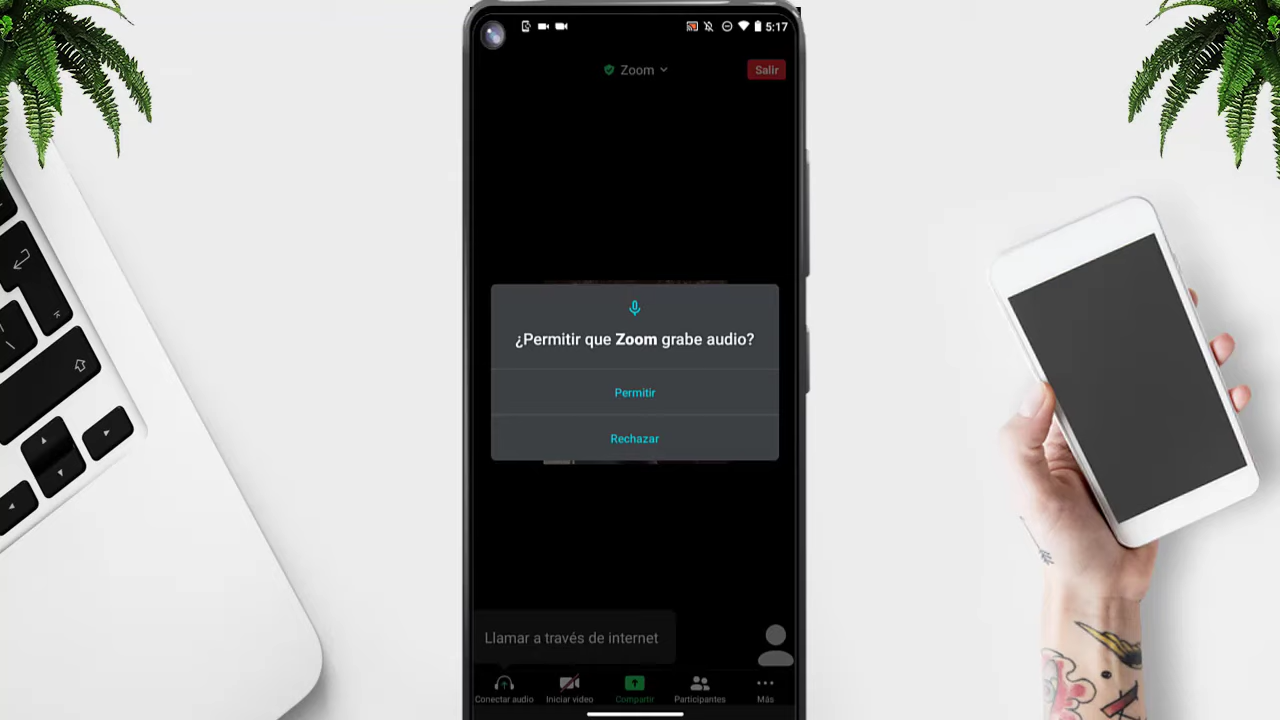 5:17
Zoom
Salir
¿Permitir que Zoom grabe audio?
Permitir
Rechazar
Llamar a través de internet
Conectar audio
Iniciar video
Compartir
Participantes
Más